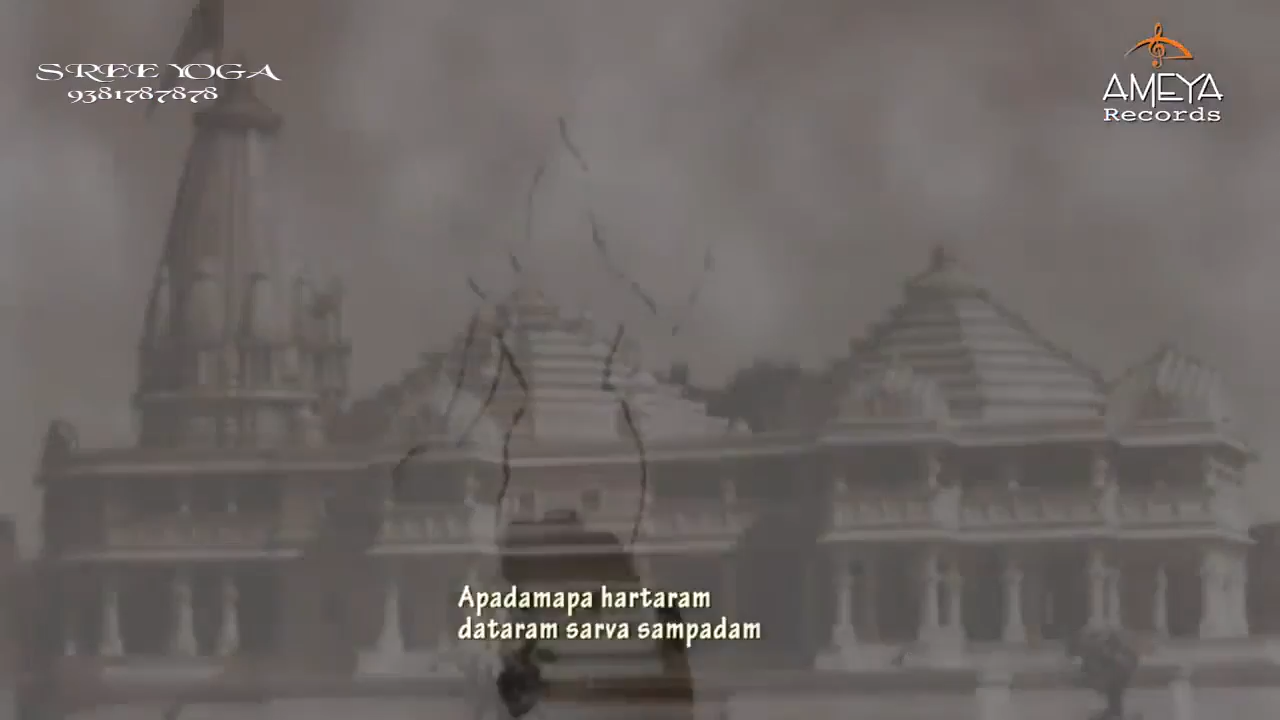 SREE YOGA
9381787878
AMEYA
Records
Apadamapa hartaram
dataram sarva sampadam